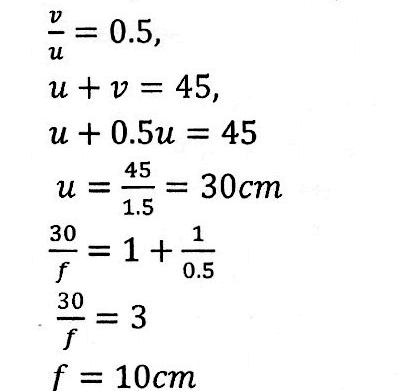 v/u = 0.5,
u + v = 45,
u + 0.5u = 45
u = 45/1.5 = 30cm
30/f = 1 + 1/0.5
30/f = 3
f = 10cm